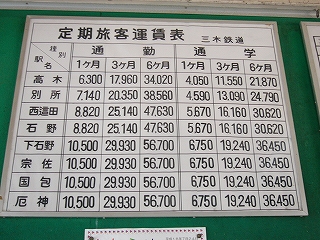 定期旅客運賃表 三木鉄道
種別 通勤 通学
駅名 1ヶ月 3ヶ月 6ヶ月 1ヶ月 3ヶ月 6ヶ月
高木 6.300 17.960 34.020 4.050 11.550 21.870
別所 7.140 20.350 38.560 4.590 13.090 24.790
西這田 8.820 25.140 47.630 5.670 16.160 30.620
石野 8.820 25.140 47.630 5.670 16.160 30.620
下石野 10.500 29.930 56.700 6.750 19.240 36.450
宗佐 10.500 29.930 56.700 6.750 19.240 36.450
国包 10.500 29.930 56.700 6.750 19.240 36.450
厄神 10.500 29.930 56.700 6.750 19.240 36.450